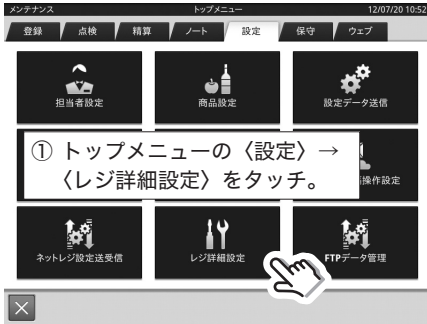 メンテナンス トップメニュー 12/07/20 10:52
登録 点検 精算 ノート 設定 保守 ウェブ
担当者設定 商品設定 設定データ送信
① トップメニューの〈設定〉→
〈レジ詳細設定〉をタッチ。
操作設定
ネットレジ設定送受信 レジ詳細設定 FTPデータ管理